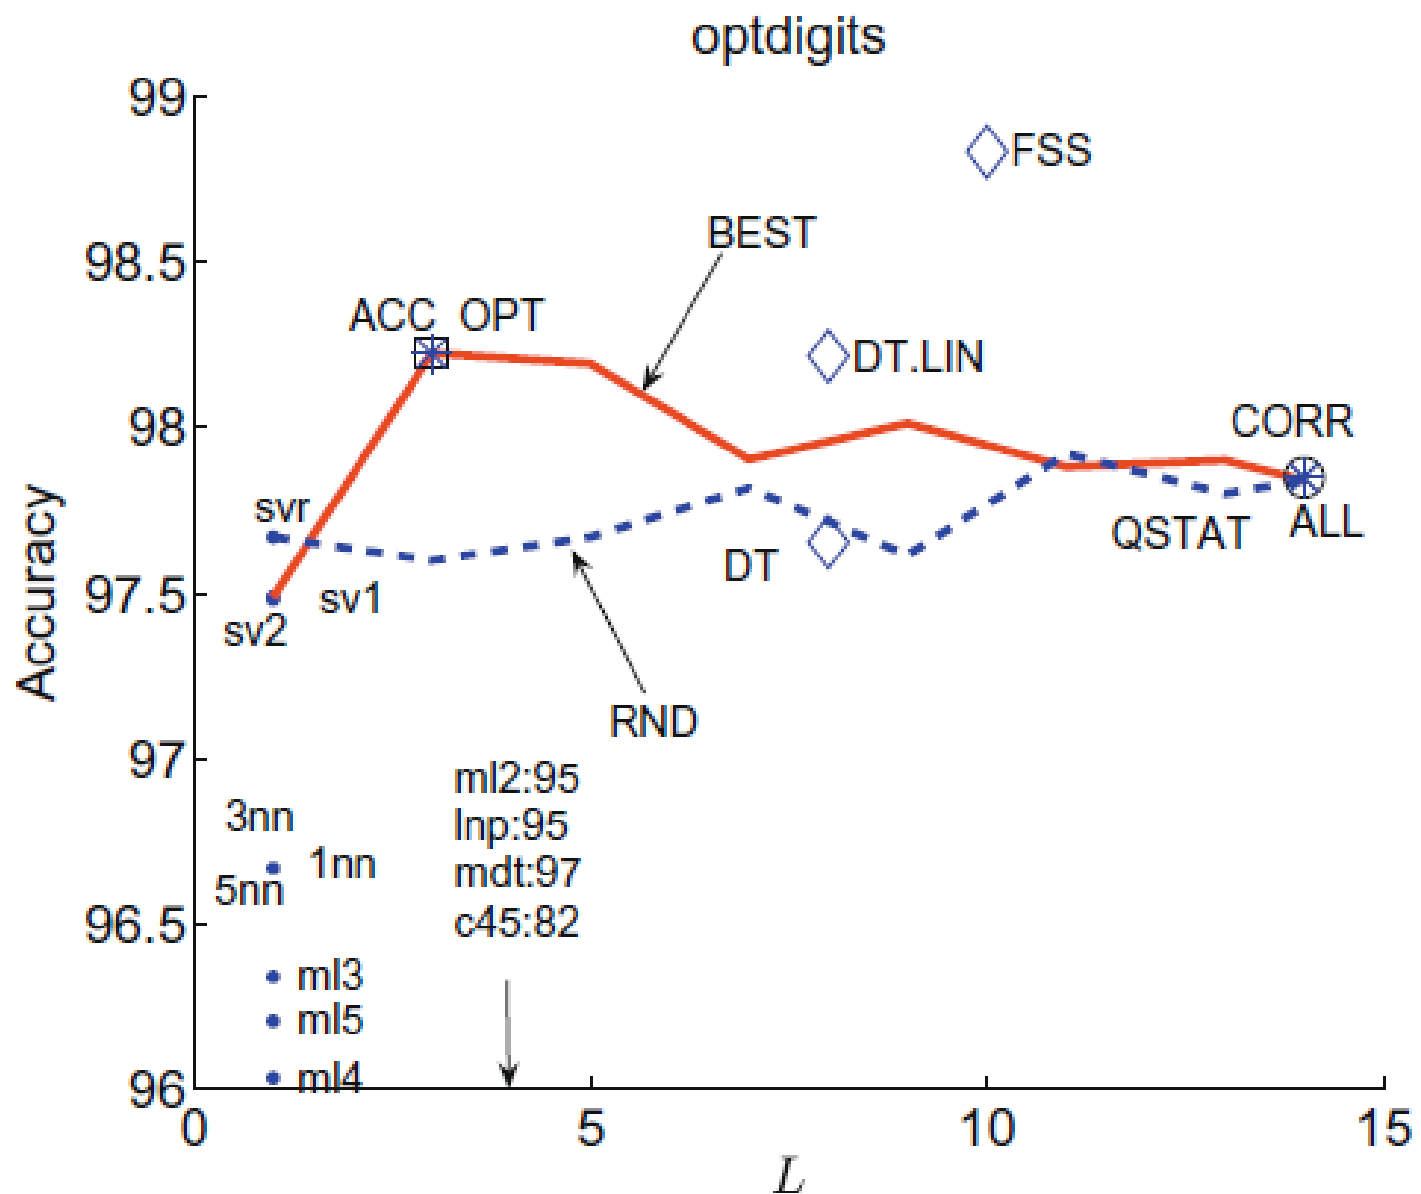 optdigits
99
FSS
BEST
98.5
ACC OPT
DT.LIN
98
CORR
svr
QSTAT ALL
DT
97.5
sv1
sv2
Accuracy
RND
97
ml2:95
3nn
lnp:95
1nn
mdt:97
5nn
96.5
c45:82
ml3
ml5
96
ml4
0 5 10 15
L